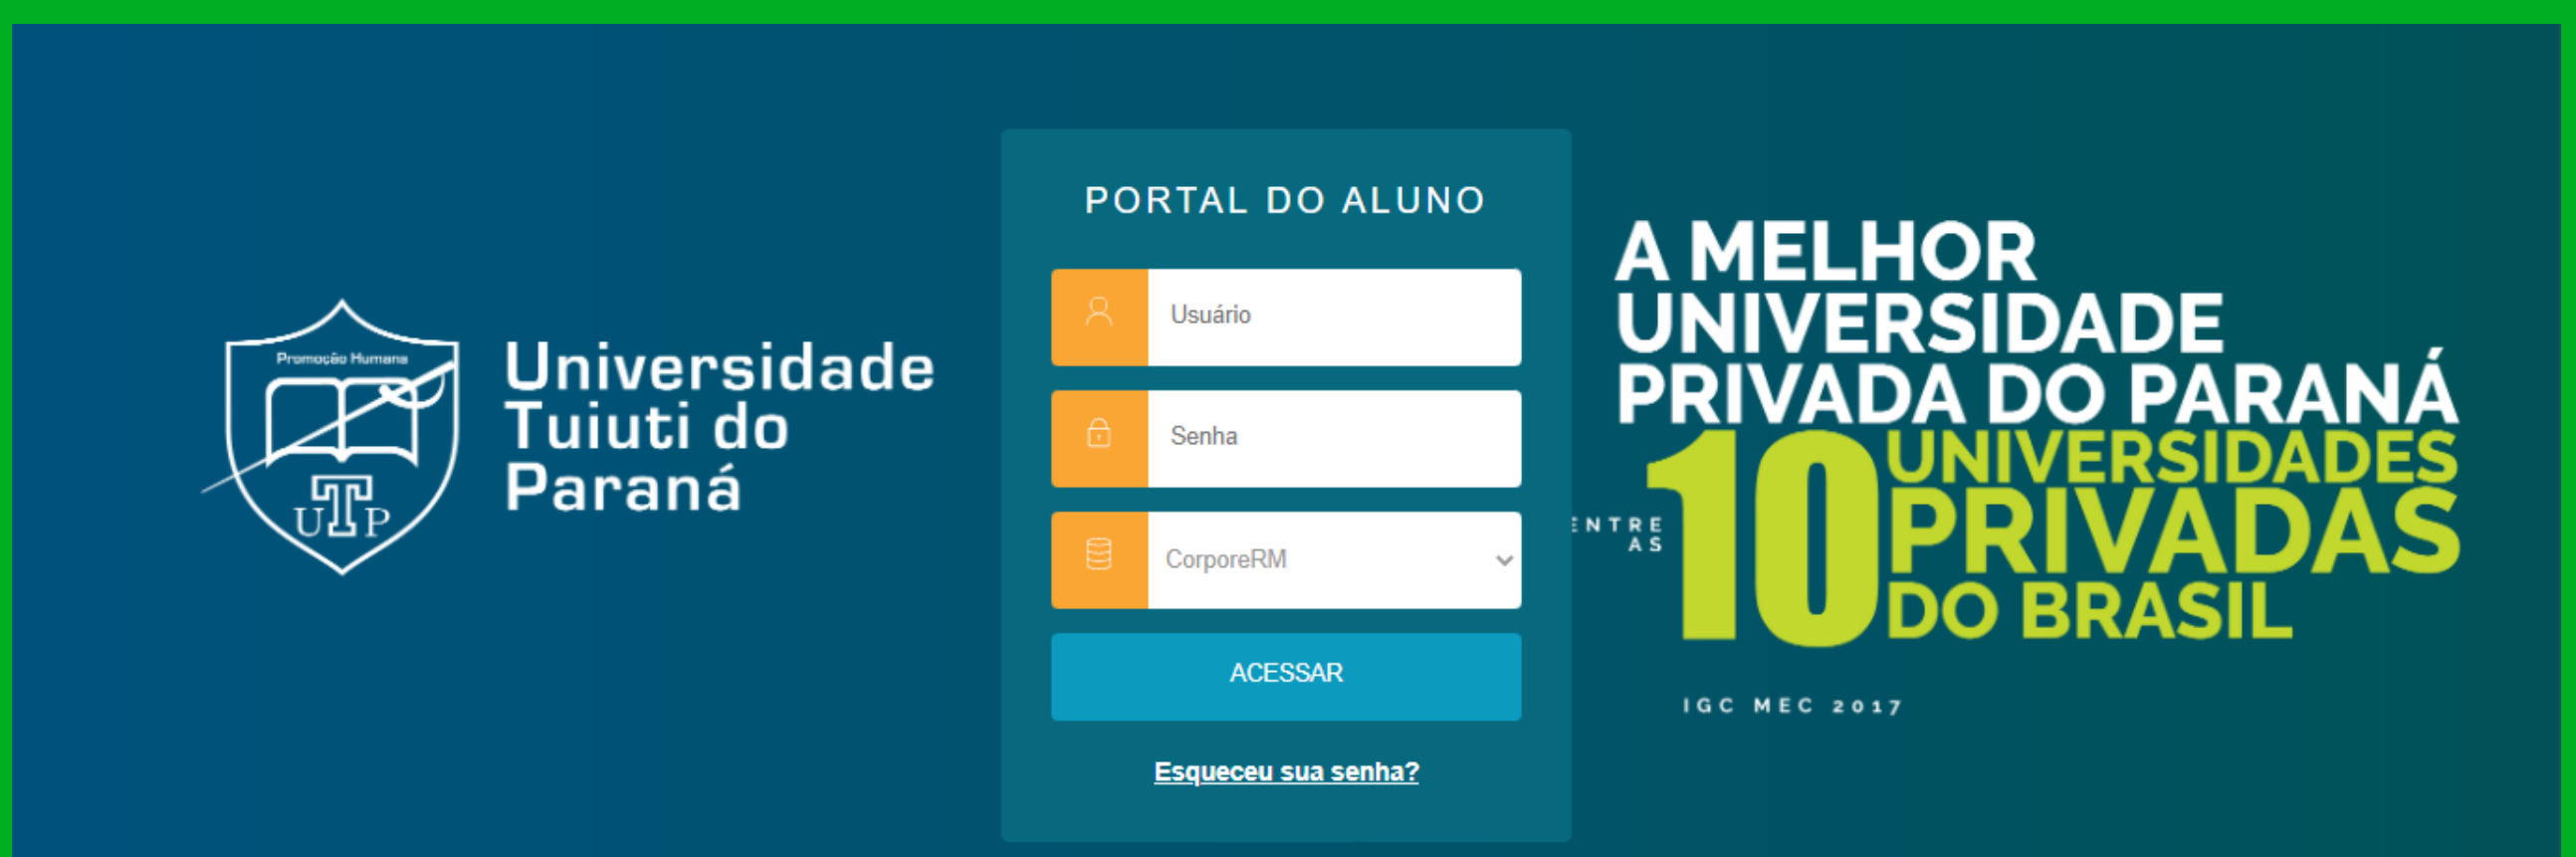 Promoção Humana
UTP
Universidade
Tuiuti do
Paraná
PORTAL DO ALUNO
Usuário
Senha
CorporeRM
ACESSAR
Esqueceu sua senha?
A MELHOR
UNIVERSIDADE
PRIVADA DO PARANÁ
ENTRE
AS
10 UNIVERSIDADES
PRIVADAS
DO BRASIL
IGC MEC 2017